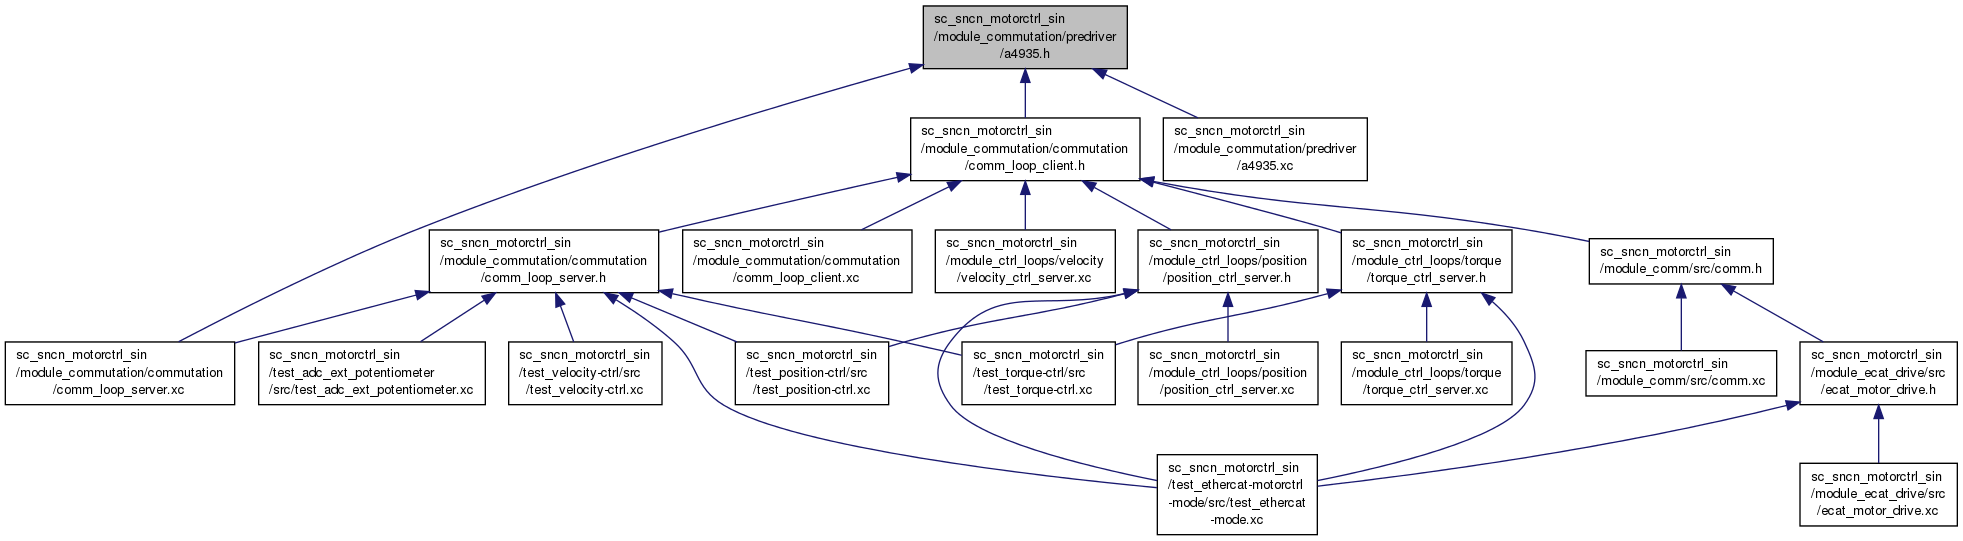 sc_sncn_motorctrl_sin
/module_commutation/predriver
/a4935.h
sc_sncn_motorctrl_sin
/module_commutation/commutation
/comm_loop_client.h
sc_sncn_motorctrl_sin
/module_commutation/predriver
/a4935.xc
sc_sncn_motorctrl_sin
/module_commutation/commutation
/comm_loop_server.h
sc_sncn_motorctrl_sin
/module_commutation/commutation
/comm_loop_client.xc
sc_sncn_motorctrl_sin
/module_ctrl_loops/velocity
/velocity_ctrl_server.xc
sc_sncn_motorctrl_sin
/module_ctrl_loops/position
/position_ctrl_server.h
sc_sncn_motorctrl_sin
/module_ctrl_loops/torque
/torque_ctrl_server.h
sc_sncn_motorctrl_sin
/module_comm/src/comm.h
sc_sncn_motorctrl_sin
/module_commutation/commutation
/comm_loop_server.xc
sc_sncn_motorctrl_sin
/test_adc_ext_potentiometer
/src/test_adc_ext_potentiometer.xc
sc_sncn_motorctrl_sin
/test_velocity-ctrl/src
/test_velocity-ctrl.xc
sc_sncn_motorctrl_sin
/test_position-ctrl/src
/test_position-ctrl.xc
sc_sncn_motorctrl_sin
/test_torque-ctrl/src
/test_torque-ctrl.xc
sc_sncn_motorctrl_sin
/module_ctrl_loops/position
/position_ctrl_server.xc
sc_sncn_motorctrl_sin
/module_ctrl_loops/torque
/torque_ctrl_server.xc
sc_sncn_motorctrl_sin
/module_comm/src/comm.xc
sc_sncn_motorctrl_sin
/module_ecat_drive/src
/ecat_motor_drive.h
sc_sncn_motorctrl_sin
/test_ethercat-motorctrl
-mode/src/test_ethercat
-mode.xc
sc_sncn_motorctrl_sin
/module_ecat_drive/src
/ecat_motor_drive.xc